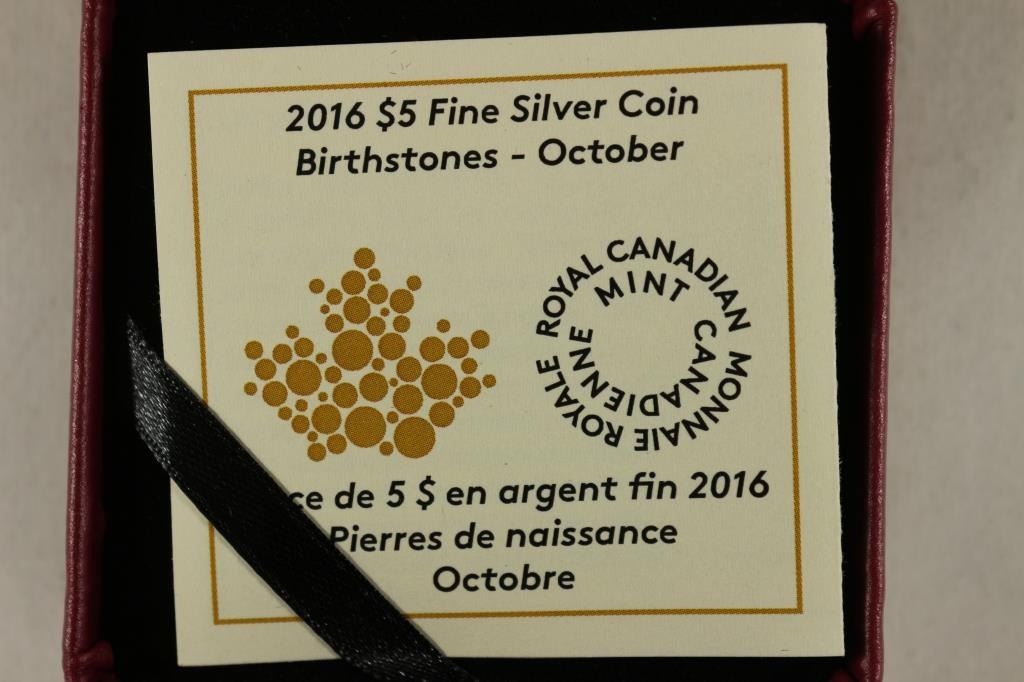 2016 $5 Fine Silver Coin
Birthstones - October
ROYAL CANADIAN MINT
MONNAIE ROYALE CANADIENNE
ce de 5 $ en argent fin 2016
Pierres de naissance
Octobre